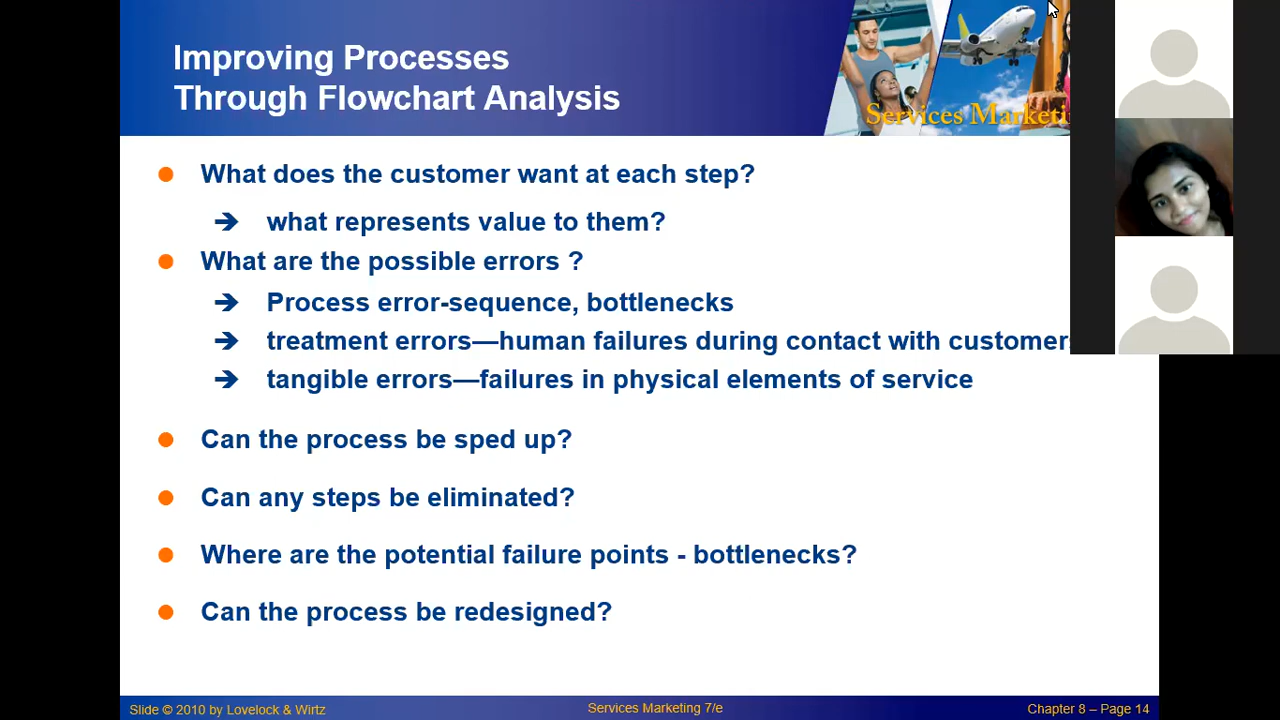 Improving Processes
Through Flowchart Analysis
Services Marketi
What does the customer want at each step?
➔ what represents value to them?
What are the possible errors ?
➔ Process error-sequence, bottlenecks
➔ treatment errors—human failures during contact with customers
➔ tangible errors—failures in physical elements of service
Can the process be sped up?
Can any steps be eliminated?
Where are the potential failure points - bottlenecks?
Can the process be redesigned?
Slide © 2010 by Lovelock & Wirtz
Services Marketing 7/e
Chapter 8 – Page 14